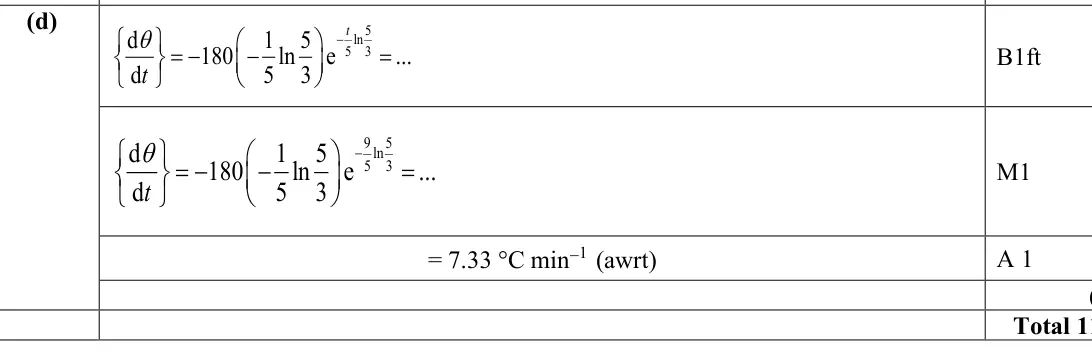 (d) {dθ/dt} = −180(−1/5 ln 5/3)e^(−t/5 ln 5/3) = ... B1ft
{dθ/dt} = −180(−1/5 ln 5/3)e^(−9/5 ln 5/3) = ... M1
= 7.33 °C min⁻¹ (awrt) A 1
(
Total 11